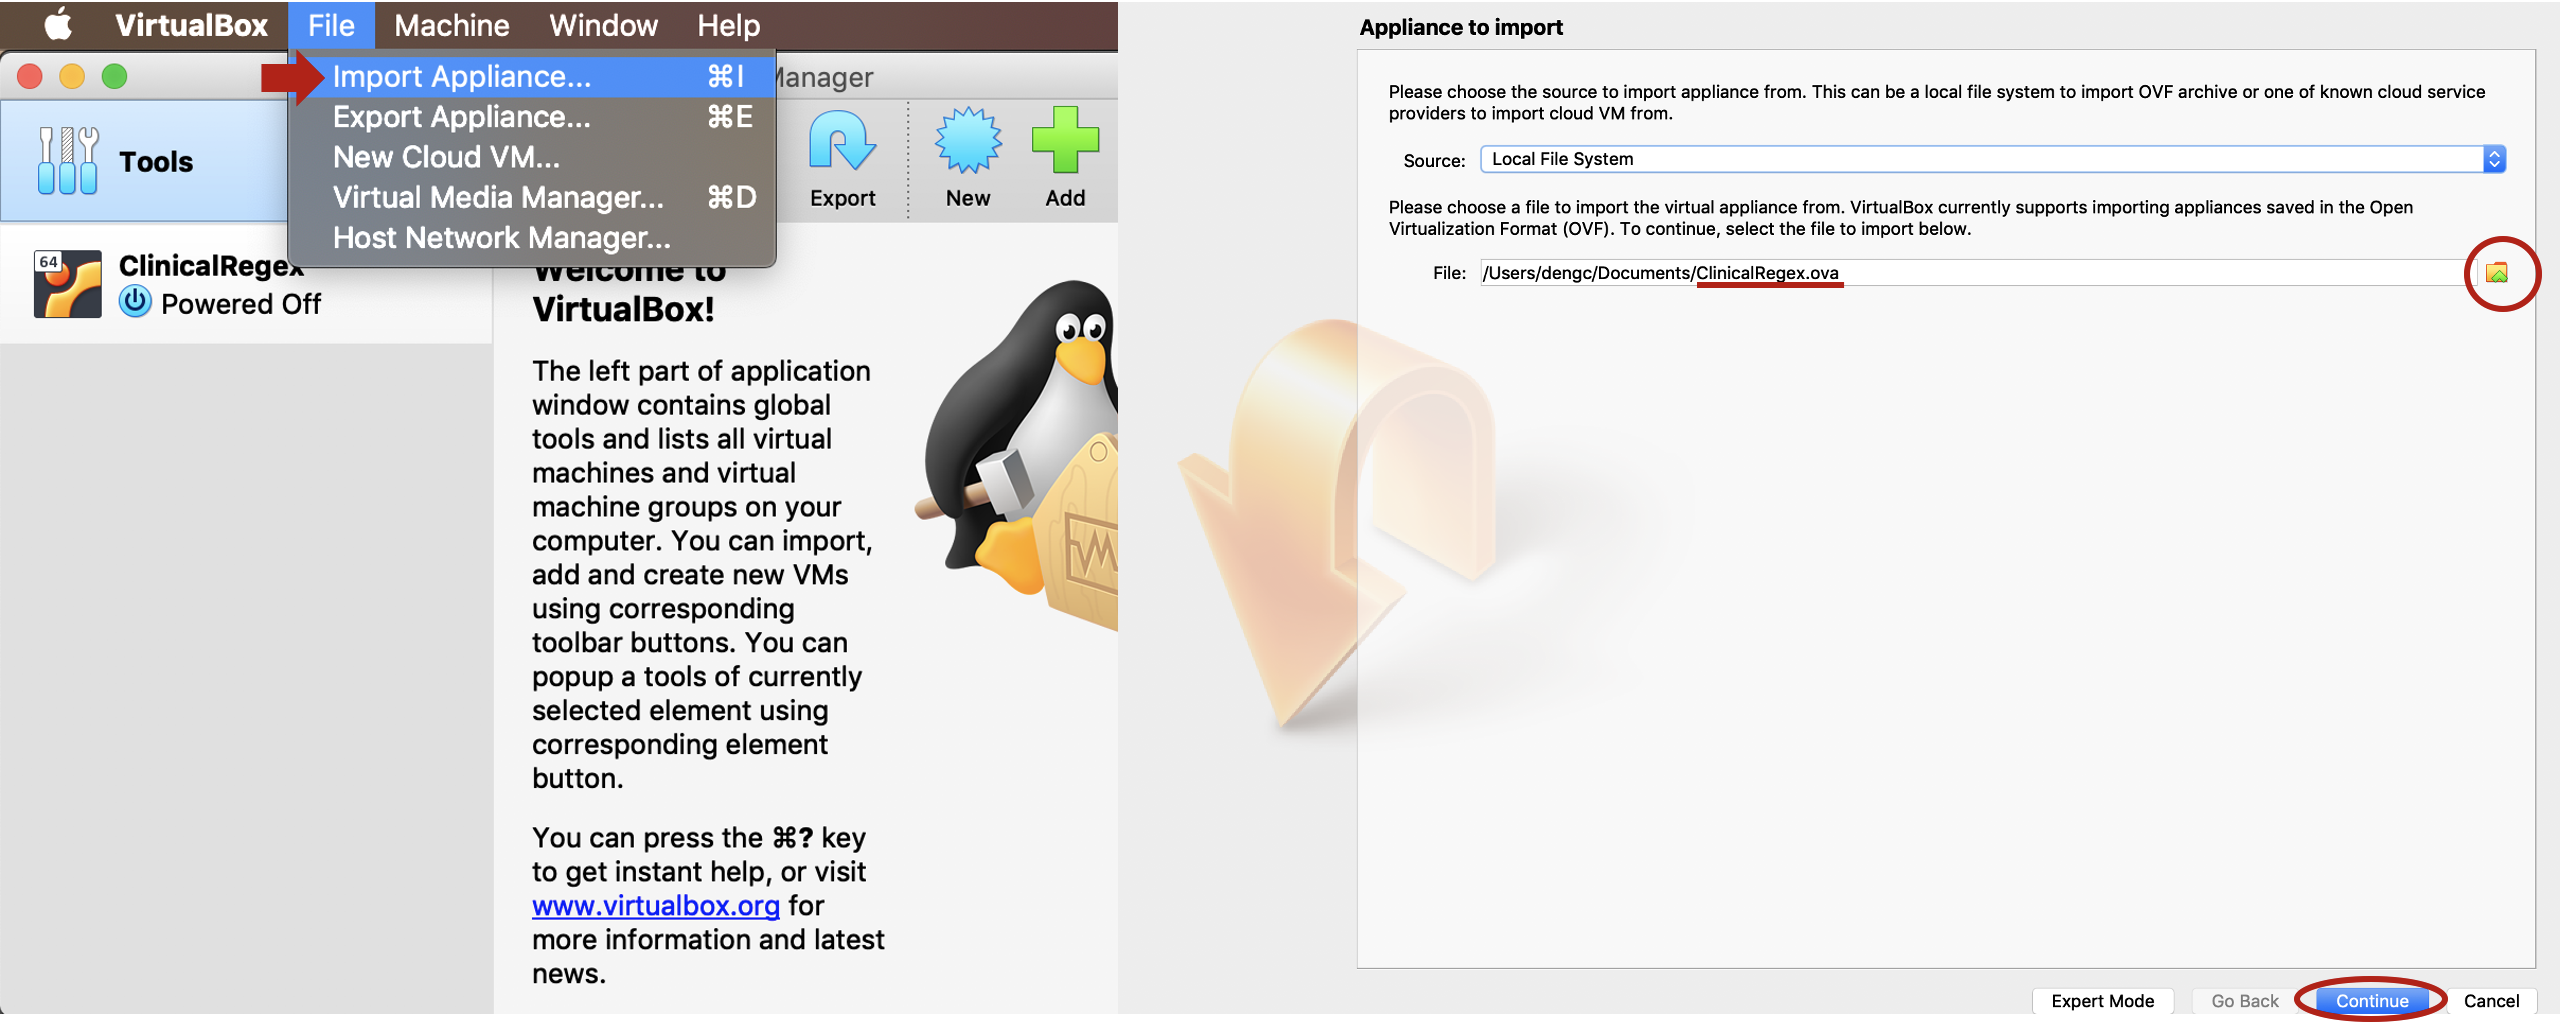 VirtualBox File Machine Window Help
Import Appliance... ⌘I
Export Appliance... ⌘E
New Cloud VM...
Virtual Media Manager... ⌘D
Host Network Manager...
Manager
Tools
Export
New
Add
64
ClinicalRegex
Powered Off
Welcome to
VirtualBox!
The left part of application
window contains global
tools and lists all virtual
machines and virtual
machine groups on your
computer. You can import,
add and create new VMs
using corresponding
toolbar buttons. You can
popup a tools of currently
selected element using
corresponding element
button.
You can press the ⌘? key
to get instant help, or visit
www.virtualbox.org for
more information and latest
news.
Appliance to import
Please choose the source to import appliance from. This can be a local file system to import OVF archive or one of known cloud service
providers to import cloud VM from.
Source: Local File System
Please choose a file to import the virtual appliance from. VirtualBox currently supports importing appliances saved in the Open
Virtualization Format (OVF). To continue, select the file to import below.
File: /Users/dengc/Documents/ClinicalRegex.ova
Expert Mode Go Back Continue Cancel